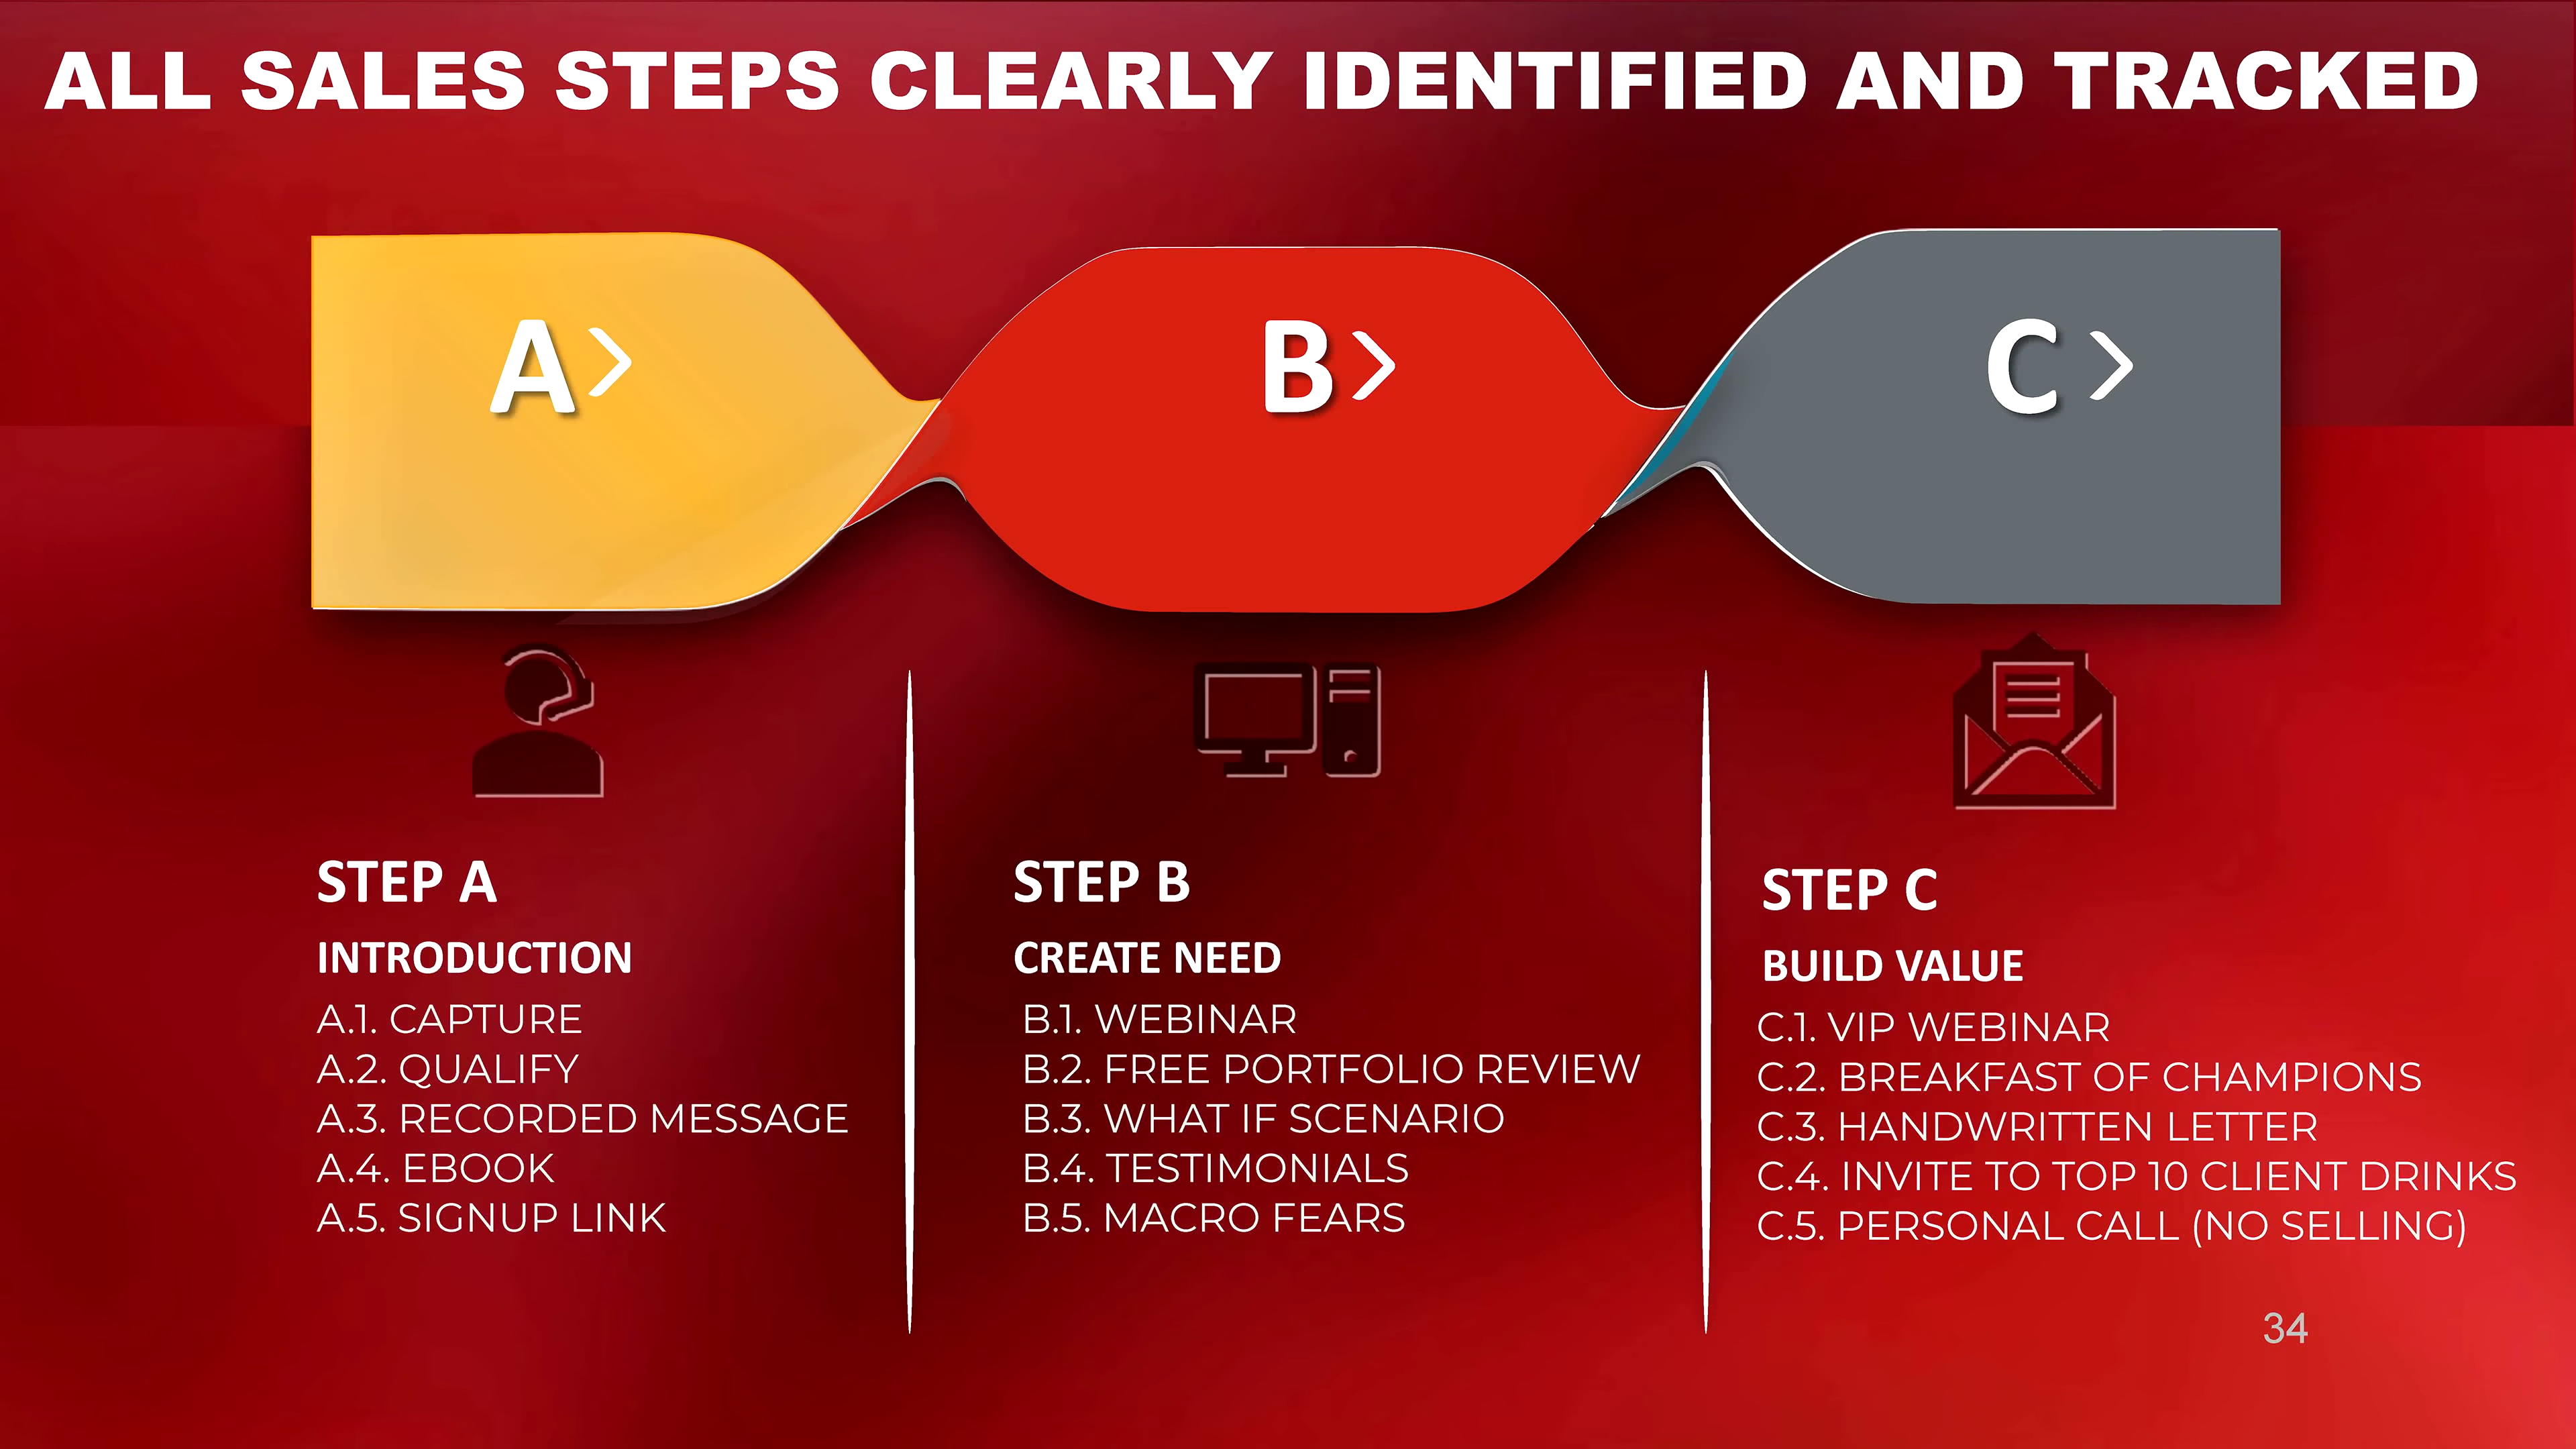 ALL SALES STEPS CLEARLY IDENTIFIED AND TRACKED
A
B
C
STEP A
INTRODUCTION
A.1. CAPTURE
A.2. QUALIFY
A.3. RECORDED MESSAGE
A.4. EBOOK
A.5. SIGNUP LINK
STEP B
CREATE NEED
B.1. WEBINAR
B.2. FREE PORTFOLIO REVIEW
B.3. WHAT IF SCENARIO
B.4. TESTIMONIALS
B.5. MACRO FEARS
STEP C
BUILD VALUE
C.1. VIP WEBINAR
C.2. BREAKFAST OF CHAMPIONS
C.3. HANDWRITTEN LETTER
C.4. INVITE TO TOP 10 CLIENT DRINKS
C.5. PERSONAL CALL (NO SELLING)
34